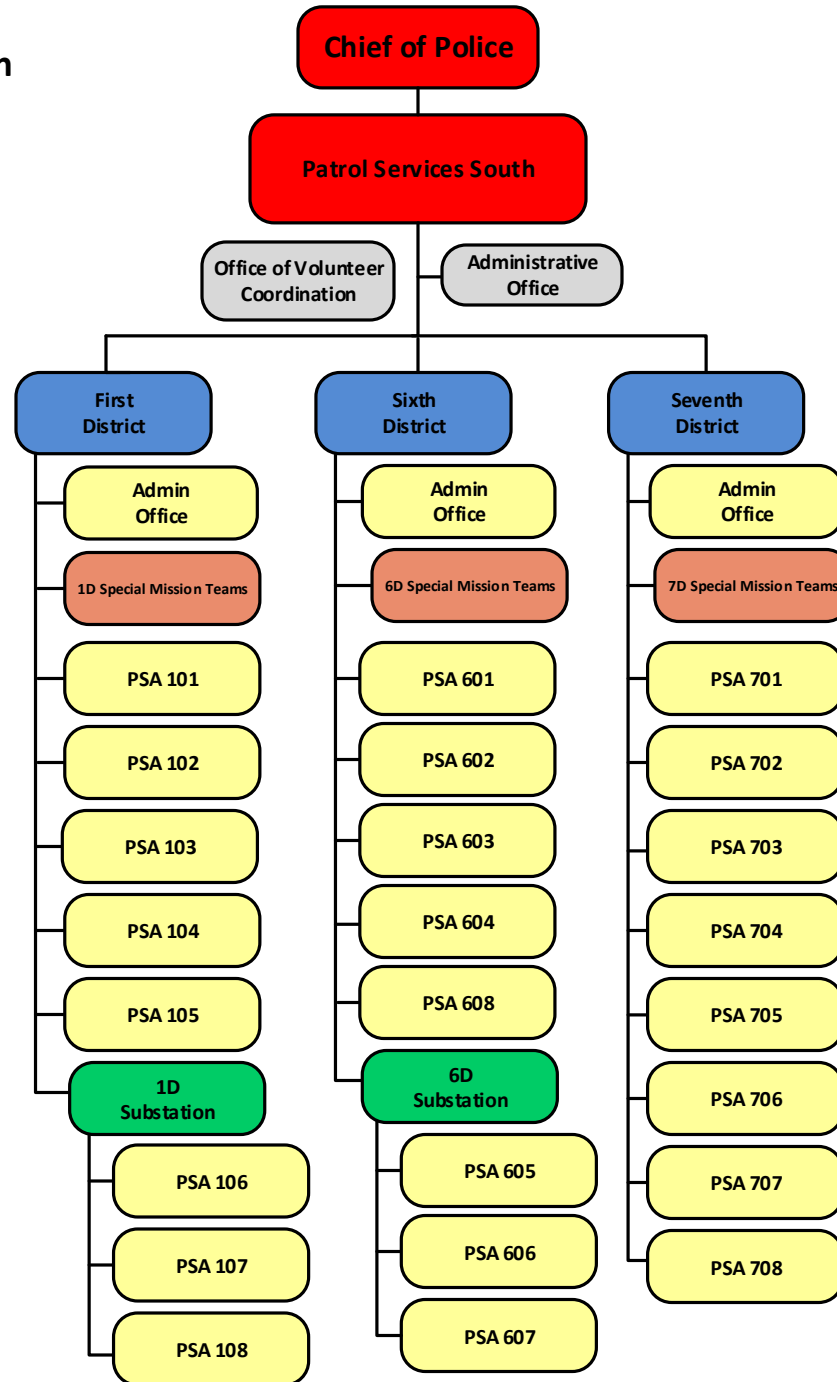 Chief of Police
Patrol Services South
Office of Volunteer
Coordination
Administrative
Office
First
District
Admin
Office
1D Special Mission Teams
PSA 101
PSA 102
PSA 103
PSA 104
PSA 105
1D
Substation
PSA 106
PSA 107
PSA 108
Sixth
District
Admin
Office
6D Special Mission Teams
PSA 601
PSA 602
PSA 603
PSA 604
PSA 608
6D
Substation
PSA 605
PSA 606
PSA 607
Seventh
District
Admin
Office
7D Special Mission Teams
PSA 701
PSA 702
PSA 703
PSA 704
PSA 705
PSA 706
PSA 707
PSA 708